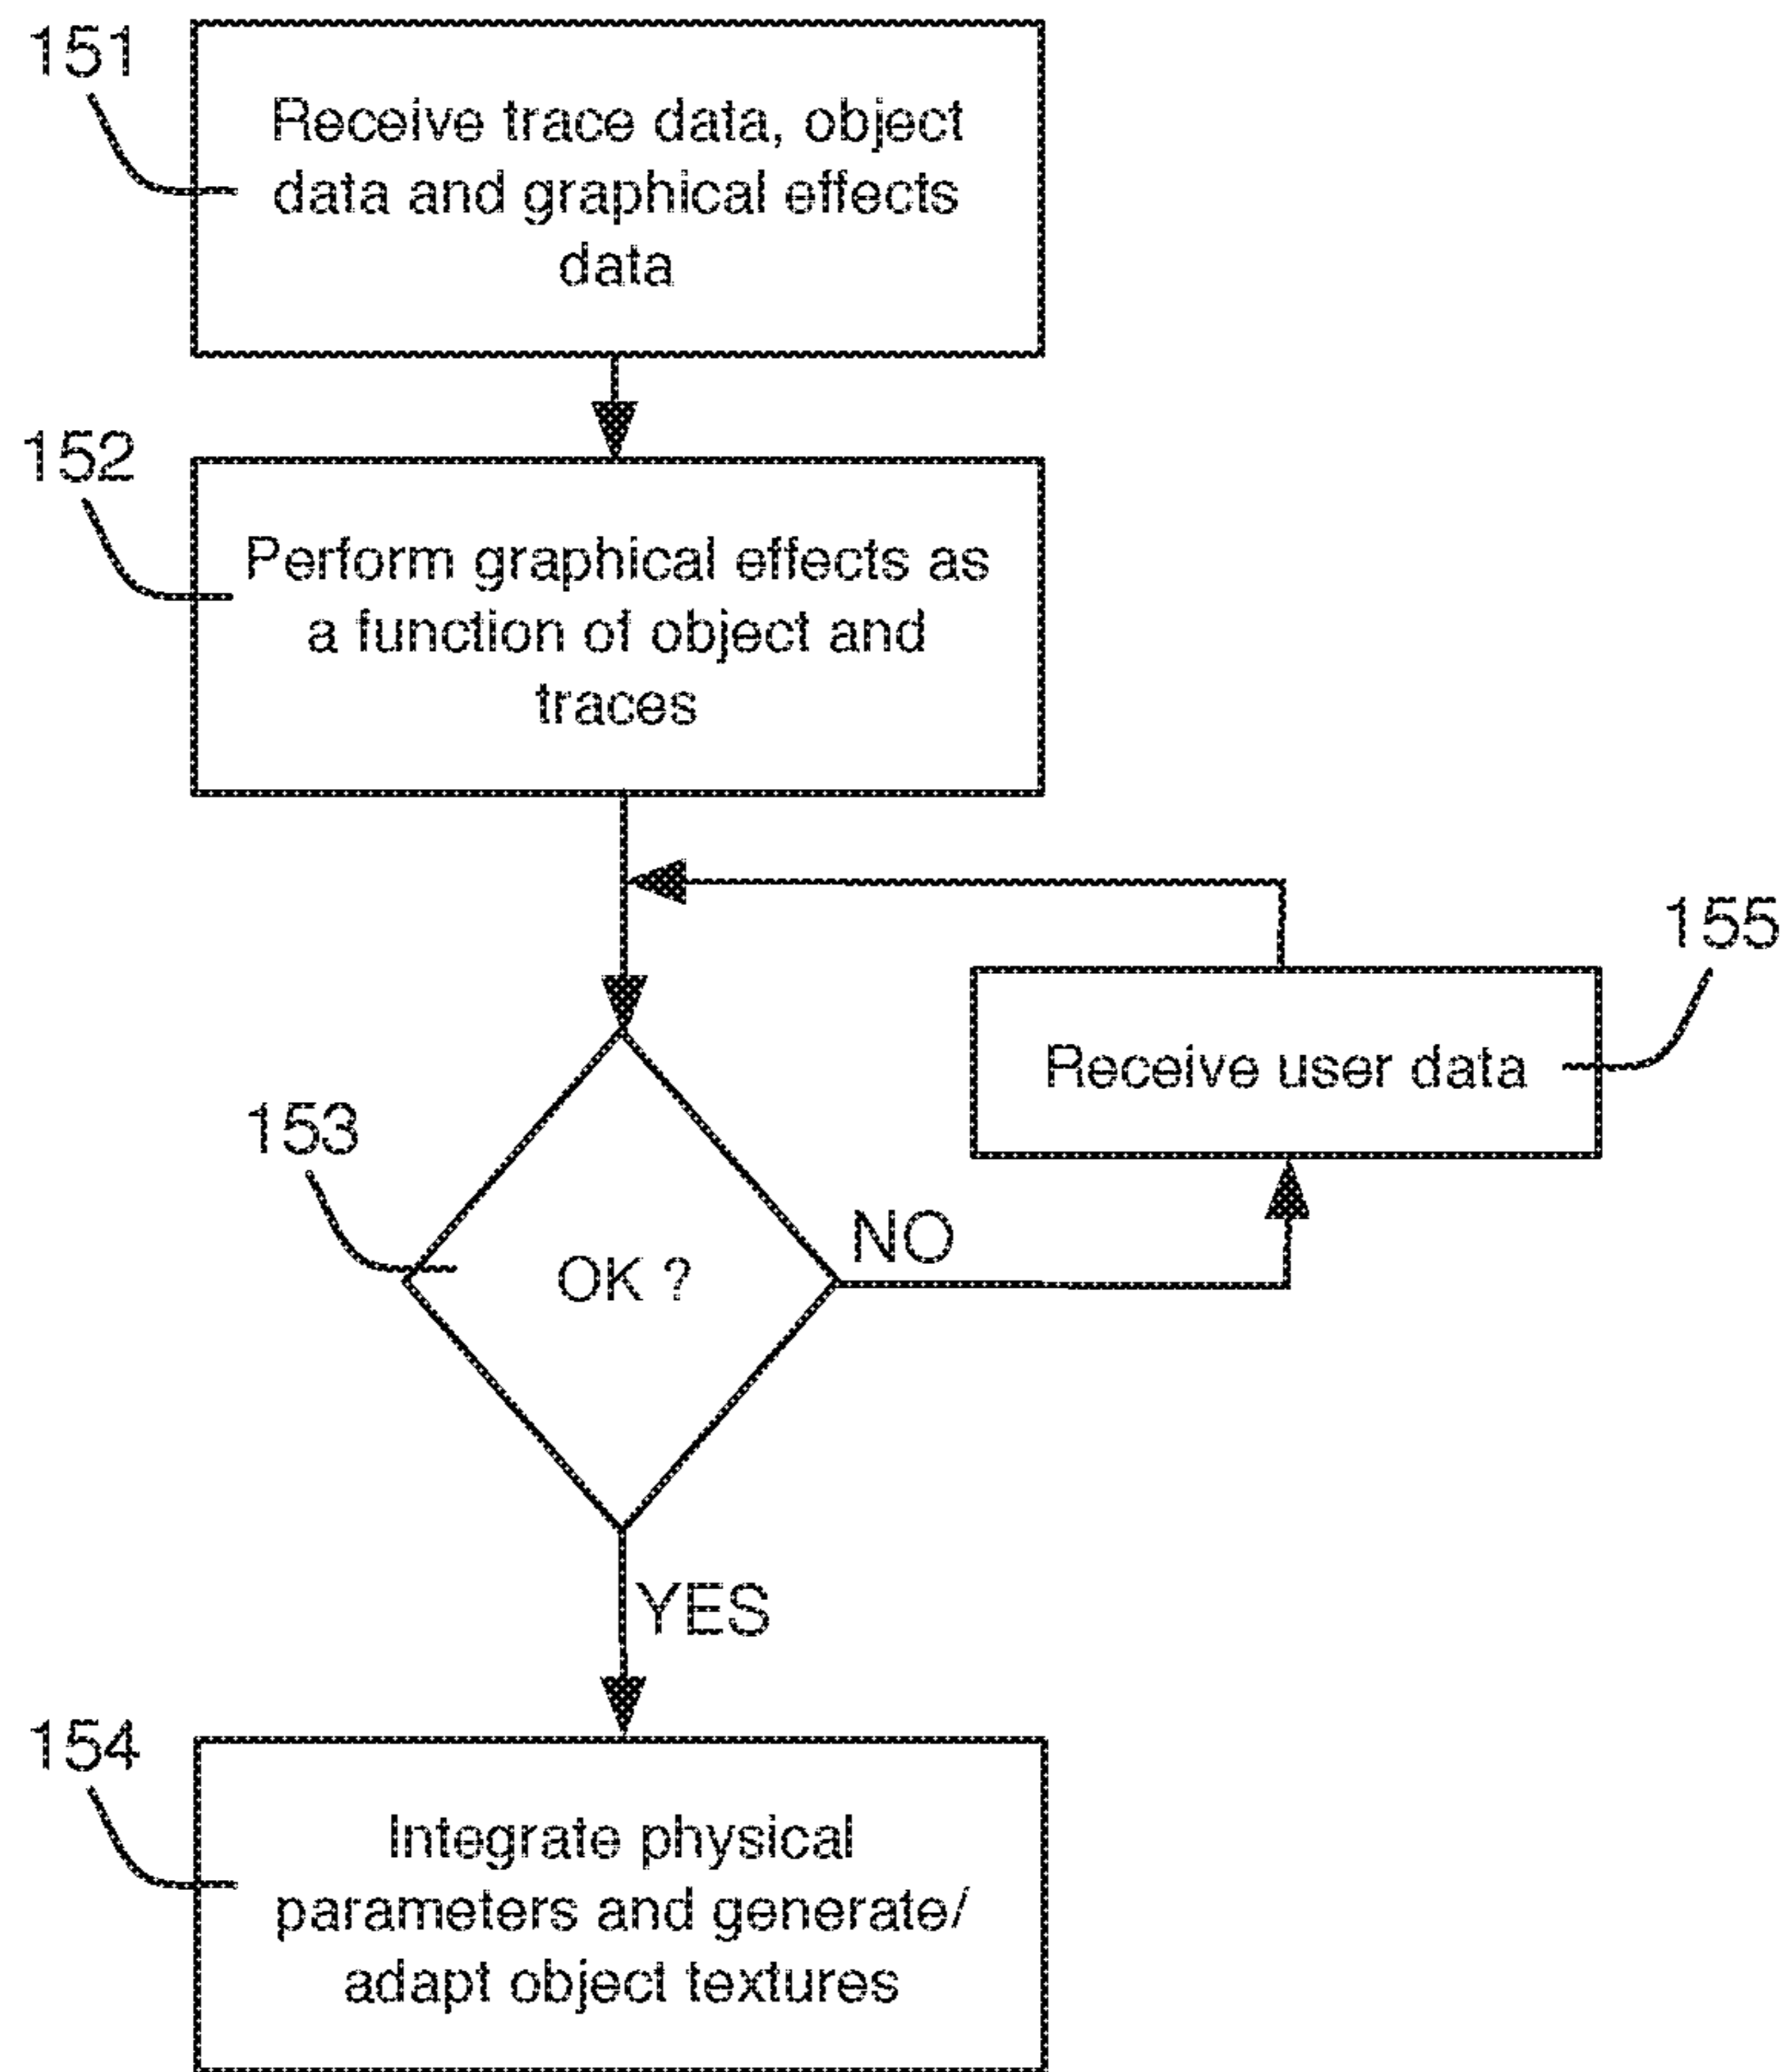 151
Receive trace data, object
data and graphical effects
data
152
Perform graphical effects as
a function of object and
traces
155
Receive user data
153
OK ?
NO
YES
154
Integrate physical
parameters and generate/
adapt object textures